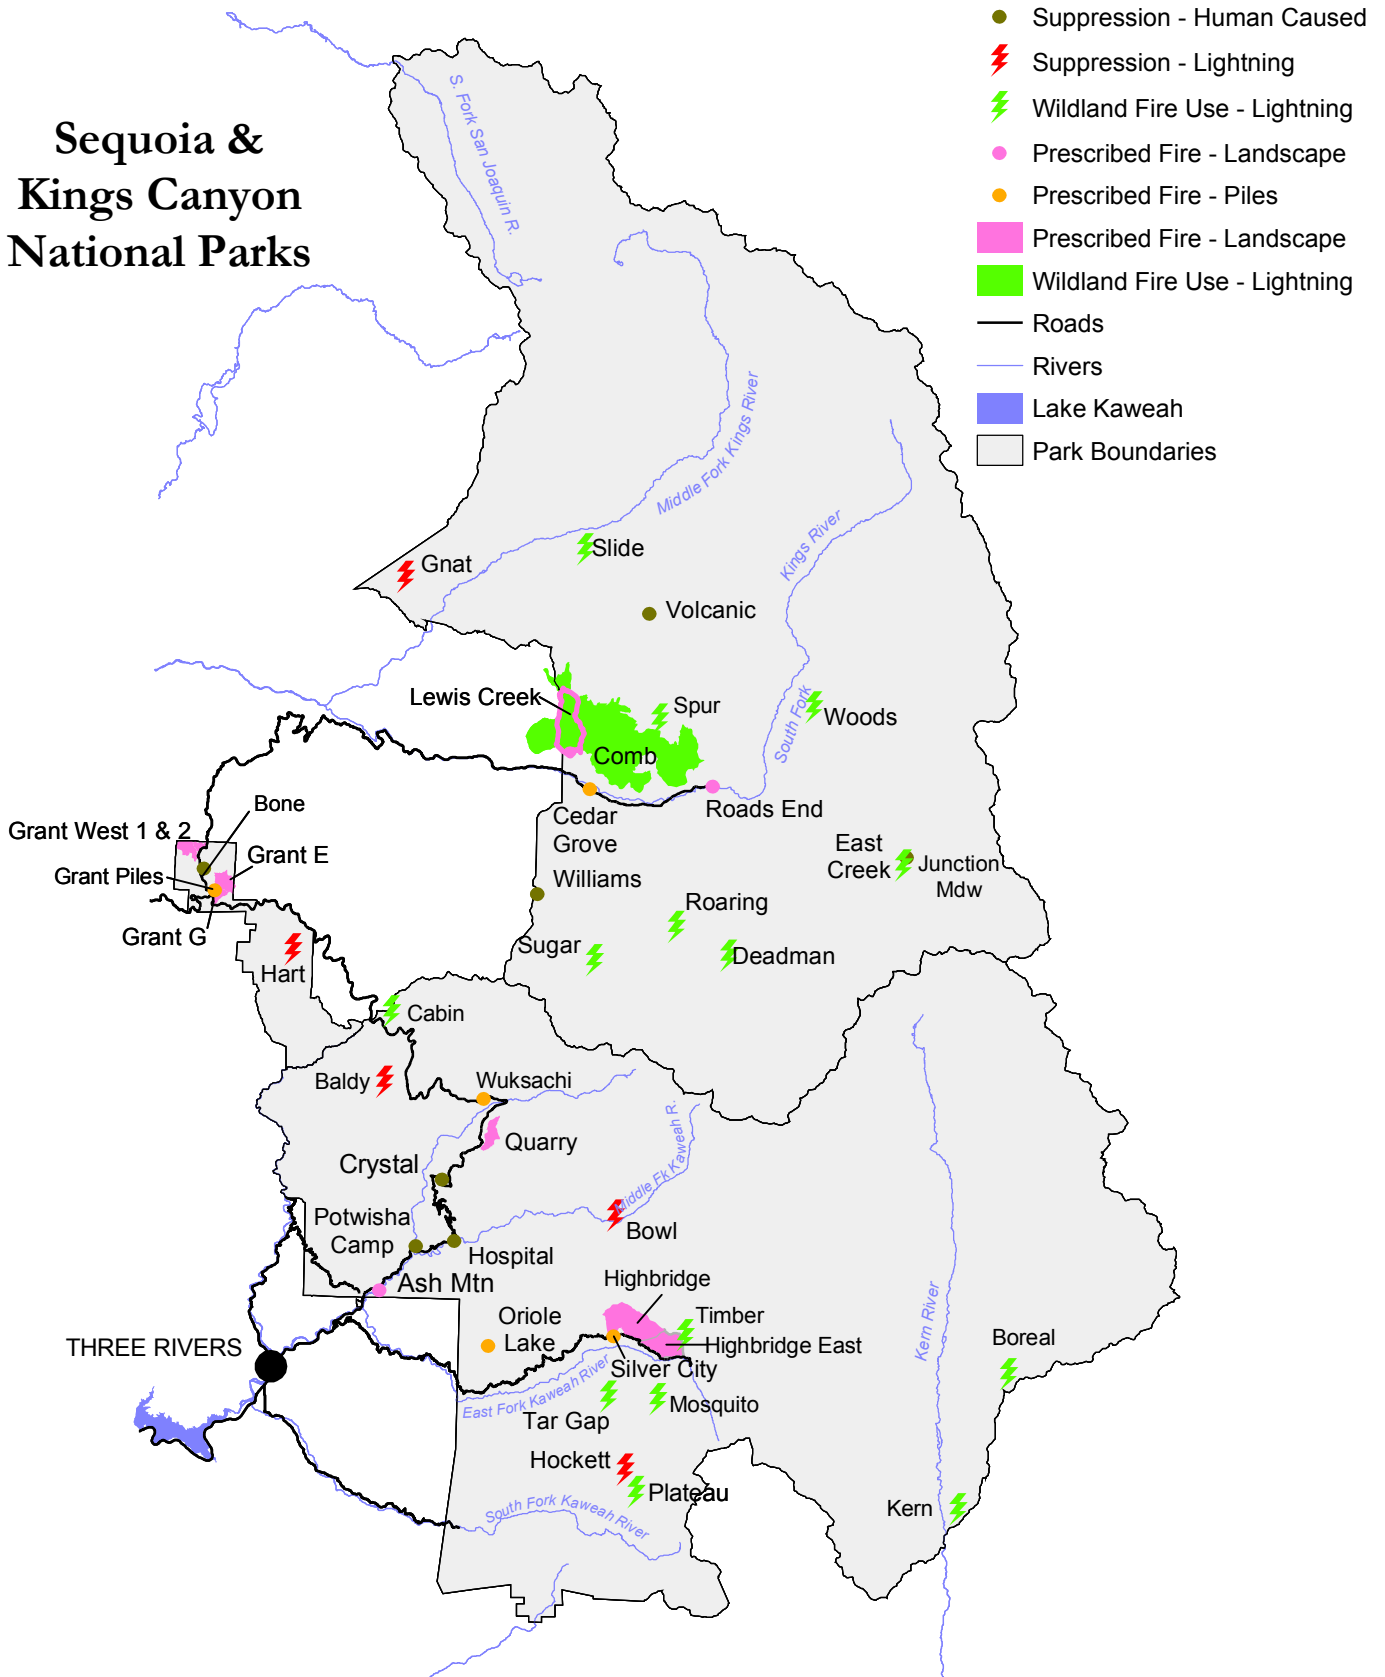 Sequoia &
Kings Canyon
National Parks
Suppression - Human Caused
Suppression - Lightning
Wildland Fire Use - Lightning
Prescribed Fire - Landscape
Prescribed Fire - Piles
Prescribed Fire - Landscape
Wildland Fire Use - Lightning
Roads
Rivers
Lake Kaweah
Park Boundaries
S. Fork San Joaquin R.
Middle Fork Kings River
Kings River
South Fork
Slide
Gnat
Volcanic
Lewis Creek
Spur
Woods
Comb
Roads End
Cedar
Grove
Bone
Grant West 1 & 2
Grant E
Grant Piles
Grant G
East
Creek
Junction
Mdw
Williams
Roaring
Sugar
Deadman
Hart
Cabin
Baldy
Wuksachi
Quarry
Crystal
Middle Fk Kaweah R.
Potwisha
Camp
Hospital
Bowl
Ash Mtn
Highbridge
Oriole
Lake
Timber
Highbridge East
THREE RIVERS
Silver City
East Fork Kaweah River
Tar Gap
Mosquito
Kern River
Boreal
Hockett
Plateau
South Fork Kaweah River
Kern